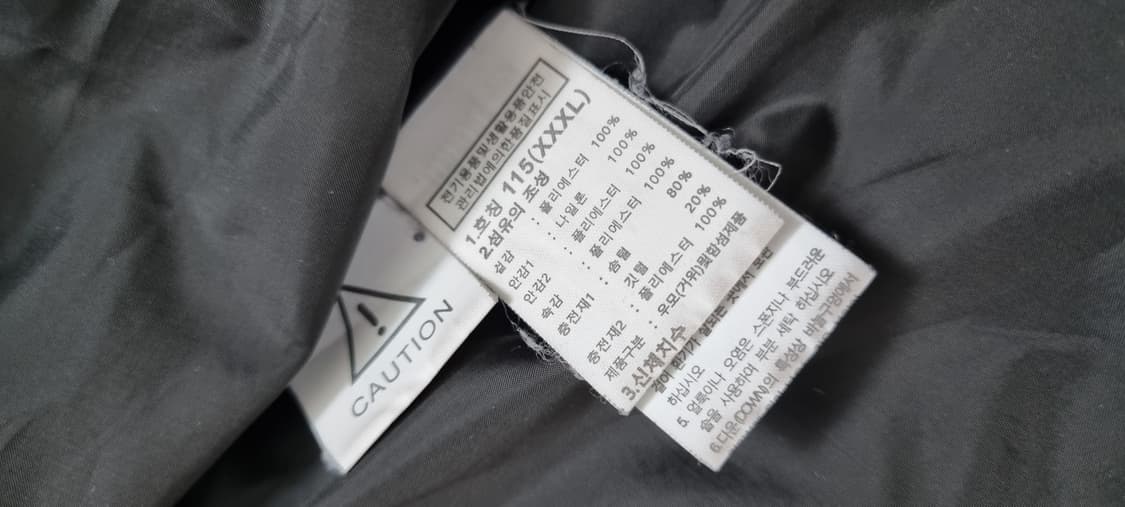 전기용품및생활용품안전
관리법에의한품질표시
1.호칭 115(XXXL)
2.섬유의 조성
겉감 : 폴리에스터 100%
안감1 : 나일론 100%
안감2 : 폴리에스터 100%
속감 : 폴리에스터 100%
충전재1 : 솜털 80%
깃털 20%
충전재2 : 폴리에스터 100%
제품구분 : 우모(거위)및합성제품
3.신체치수
CAUTION
하십시오
5. 얼룩이나 오염은 스폰지나 부드러운
솔을 사용하여 부분 세탁 하십시오
6.다운(DOWN)의 특성상 바늘구멍에서